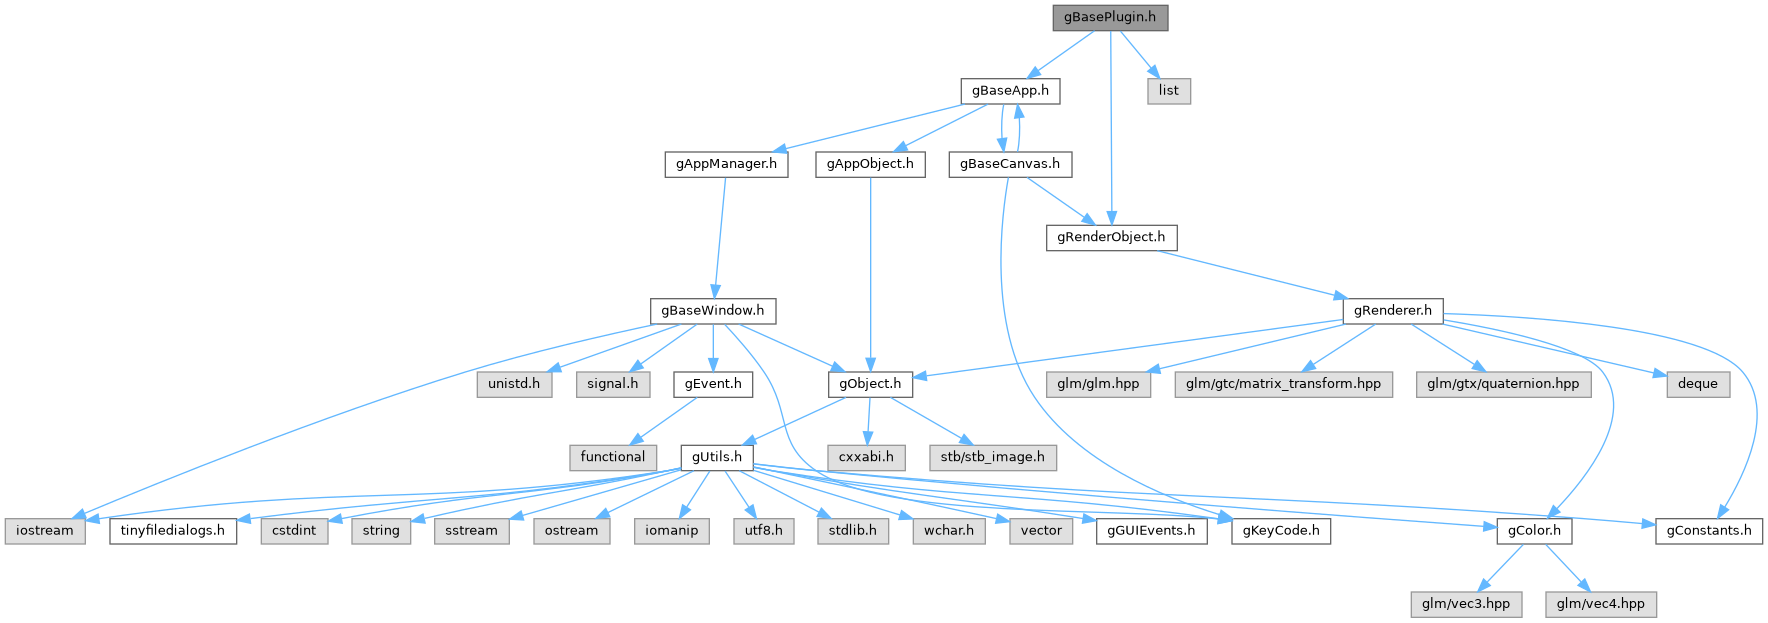 gBasePlugin.h
gBaseApp.h
list
gAppManager.h
gAppObject.h
gBaseCanvas.h
gRenderObject.h
gBaseWindow.h
gRenderer.h
unistd.h
signal.h
gEvent.h
gObject.h
glm/glm.hpp
glm/gtc/matrix_transform.hpp
glm/gtx/quaternion.hpp
deque
functional
gUtils.h
cxxabi.h
stb/stb_image.h
iostream
tinyfiledialogs.h
cstdint
string
sstream
ostream
iomanip
utf8.h
stdlib.h
wchar.h
vector
gGUIEvents.h
gKeyCode.h
gColor.h
gConstants.h
glm/vec3.hpp
glm/vec4.hpp